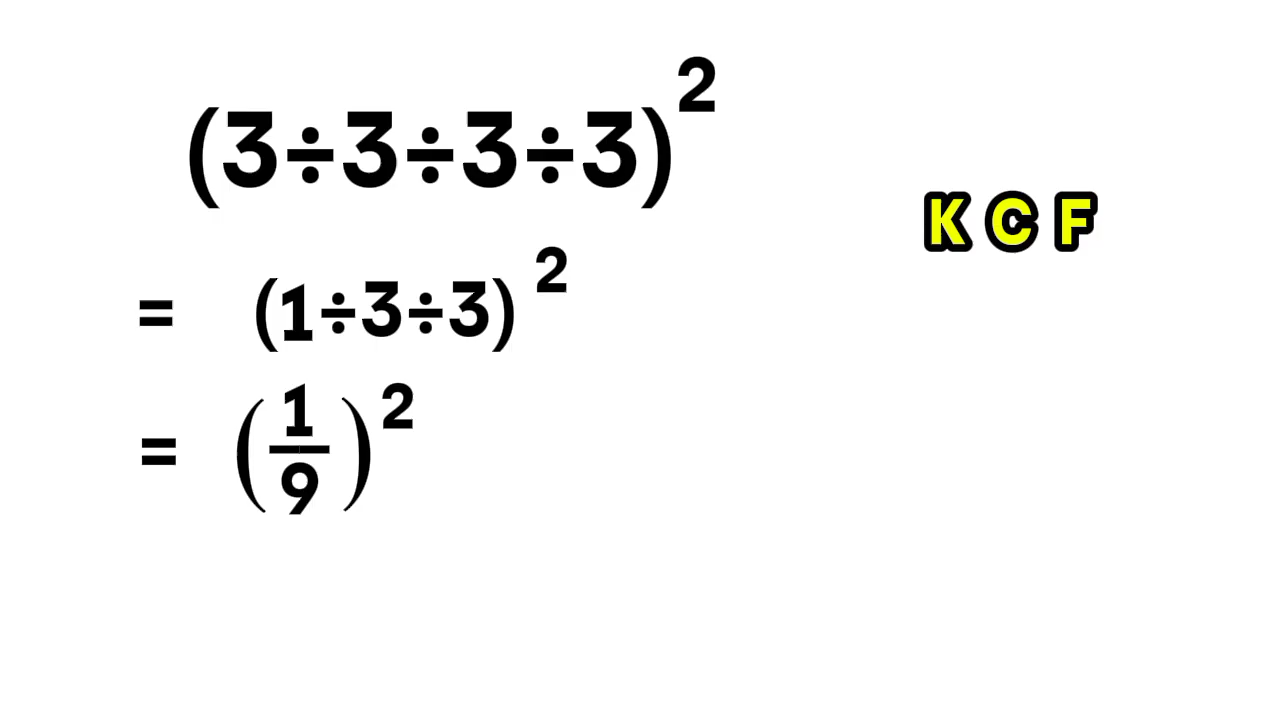 (3÷3÷3÷3)²
K C F
= (1÷3÷3)²
= (1/9)²